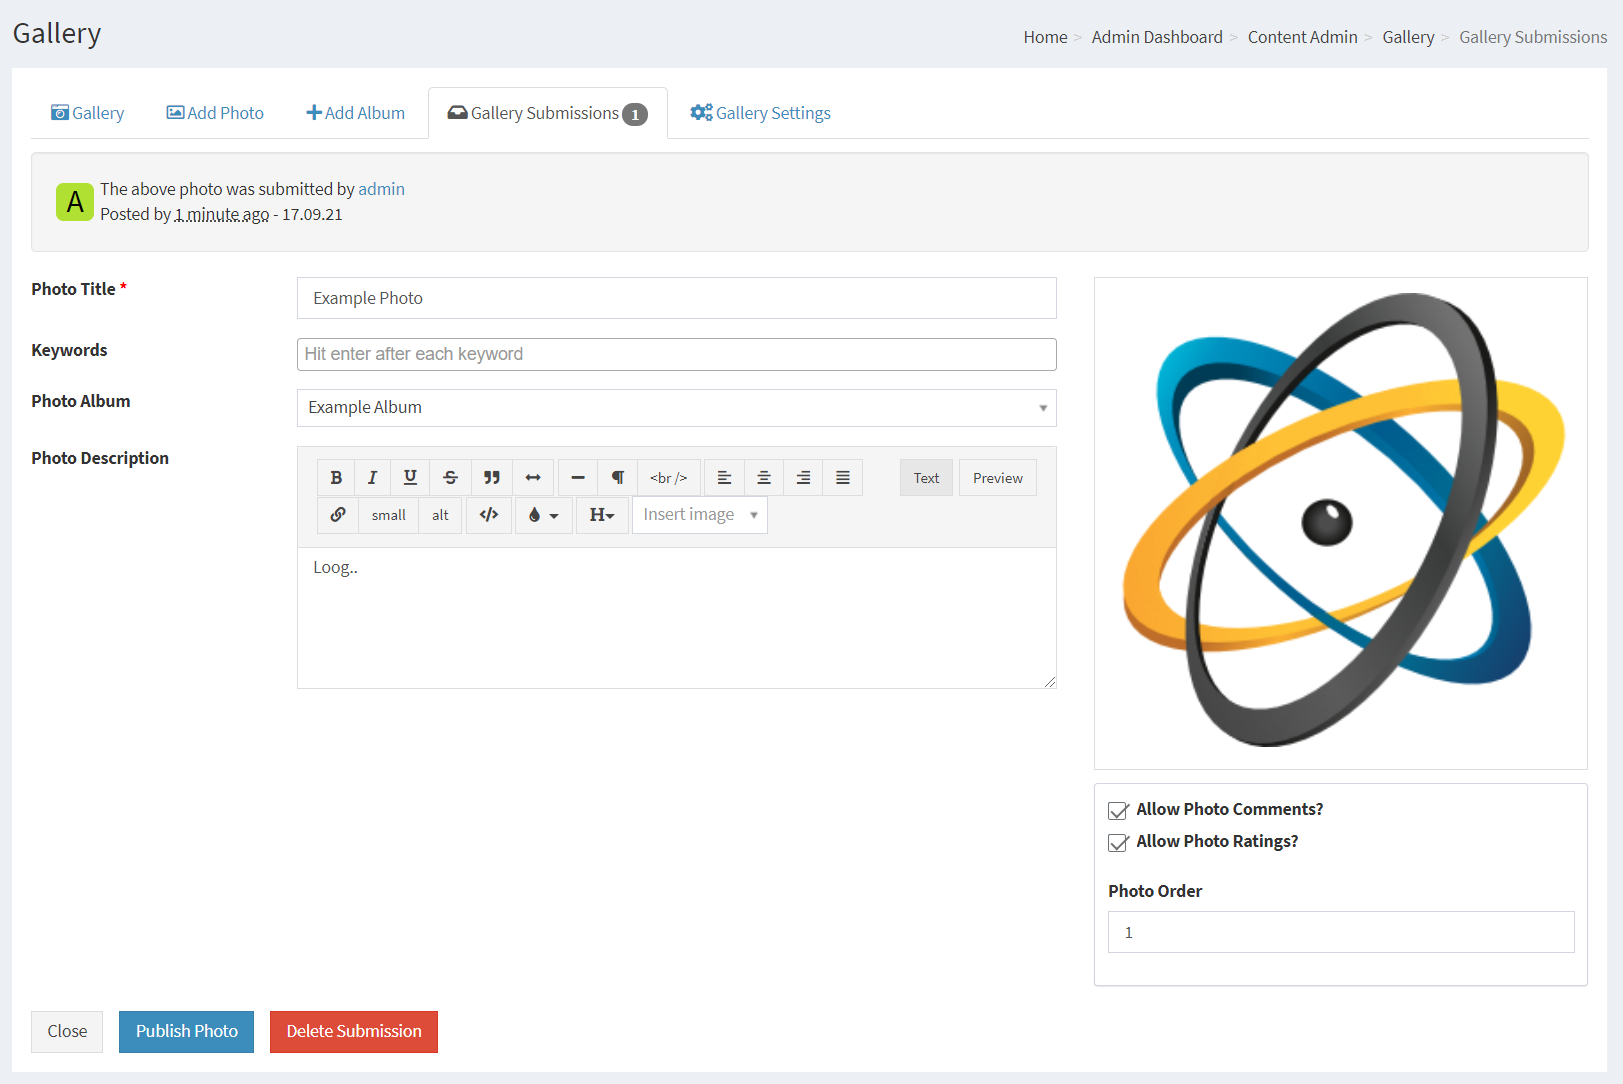 Gallery
Home > Admin Dashboard > Content Admin > Gallery > Gallery Submissions
Gallery Add Photo Add Album Gallery Submissions 1 Gallery Settings
A
The above photo was submitted by admin
Posted by 1 minute ago - 17.09.21
Photo Title *
Example Photo
Keywords
Hit enter after each keyword
Photo Album
Example Album
Photo Description
B I U S <br/> Text Preview
small alt </> H Insert image
Loog..
Allow Photo Comments?
Allow Photo Ratings?
Photo Order
1
Close Publish Photo Delete Submission